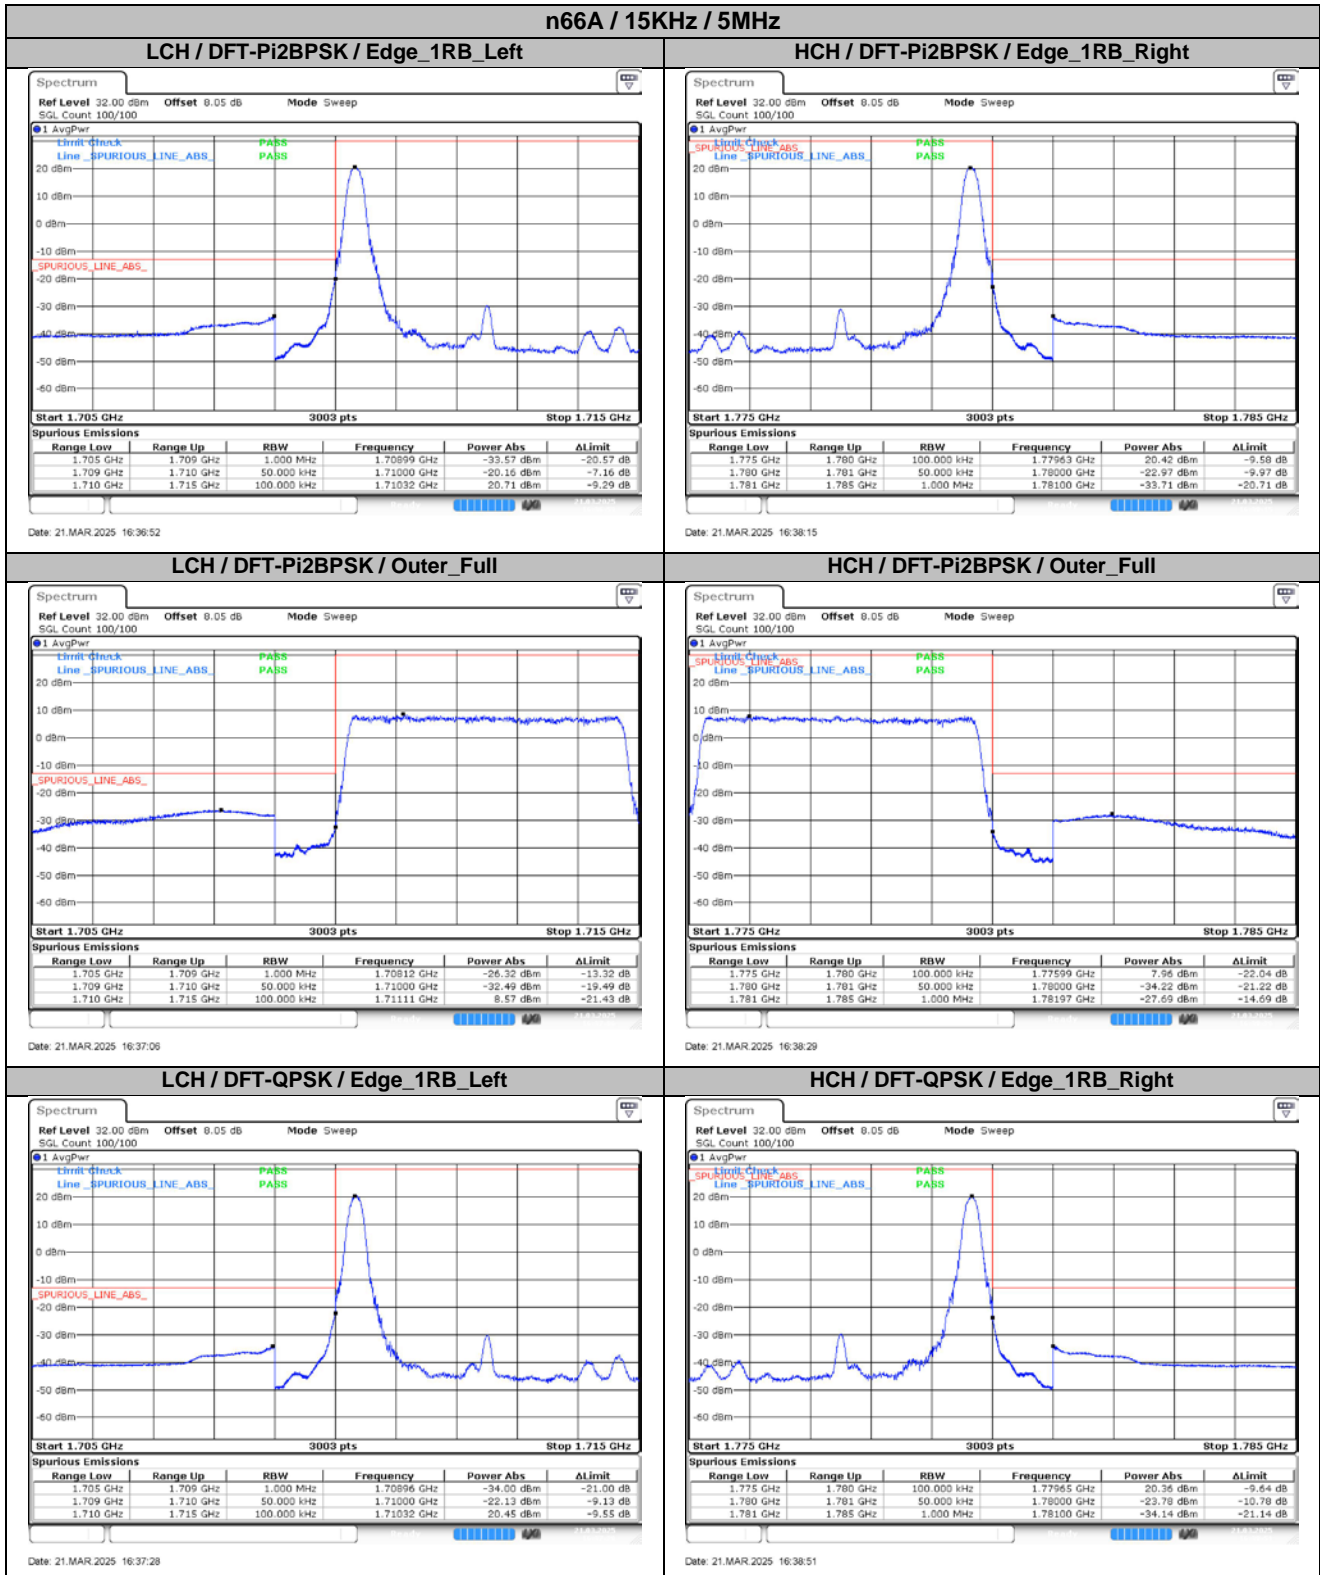 n66A / 15KHz / 5MHz
LCH / DFT-Pi2BPSK / Edge_1RB_Left
HCH / DFT-Pi2BPSK / Edge_1RB_Right
Spectrum
Ref Level 32.00 dBm Offset 8.05 dB Mode Sweep
SGL Count 100/100
1 AvgPwr
Limit Check PASS
Line _SPURIOUS_LINE_ABS_ PASS
20 dBm
10 dBm
0 dBm
-10 dBm
_SPURIOUS_LINE_ABS_
-20 dBm
-30 dBm
-40 dBm
-50 dBm
-60 dBm
Start 1.705 GHz 3003 pts Stop 1.715 GHz
Spurious Emissions
Range Low Range Up RBW Frequency Power Abs ΔLimit
1.705 GHz 1.709 GHz 1.000 MHz 1.70899 GHz -33.57 dBm -20.57 dB
1.709 GHz 1.710 GHz 50.000 kHz 1.71000 GHz -20.16 dBm -7.16 dB
1.710 GHz 1.715 GHz 100.000 kHz 1.71032 GHz 20.71 dBm -9.29 dB
Date: 21.MAR.2025 16:36:52
Spectrum
Ref Level 32.00 dBm Offset 8.05 dB Mode Sweep
SGL Count 100/100
1 AvgPwr
Limit Check PASS
_SPURIOUS_LINE_ABS_
Line _SPURIOUS_LINE_ABS_ PASS
20 dBm
10 dBm
0 dBm
-10 dBm
-20 dBm
-30 dBm
-40 dBm
-50 dBm
-60 dBm
Start 1.775 GHz 3003 pts Stop 1.785 GHz
Spurious Emissions
Range Low Range Up RBW Frequency Power Abs ΔLimit
1.775 GHz 1.780 GHz 100.000 kHz 1.77963 GHz 20.42 dBm -9.58 dB
1.780 GHz 1.781 GHz 50.000 kHz 1.78000 GHz -22.97 dBm -9.97 dB
1.781 GHz 1.785 GHz 1.000 MHz 1.78100 GHz -33.71 dBm -20.71 dB
Date: 21.MAR.2025 16:38:15
LCH / DFT-Pi2BPSK / Outer_Full
HCH / DFT-Pi2BPSK / Outer_Full
Spectrum
Ref Level 32.00 dBm Offset 8.05 dB Mode Sweep
SGL Count 100/100
1 AvgPwr
Limit Check PASS
Line _SPURIOUS_LINE_ABS_ PASS
20 dBm
10 dBm
0 dBm
-10 dBm
_SPURIOUS_LINE_ABS_
-20 dBm
-30 dBm
-40 dBm
-50 dBm
-60 dBm
Start 1.705 GHz 3003 pts Stop 1.715 GHz
Spurious Emissions
Range Low Range Up RBW Frequency Power Abs ΔLimit
1.705 GHz 1.709 GHz 1.000 MHz 1.70812 GHz -26.32 dBm -13.32 dB
1.709 GHz 1.710 GHz 50.000 kHz 1.71000 GHz -32.49 dBm -19.49 dB
1.710 GHz 1.715 GHz 100.000 kHz 1.71111 GHz 8.57 dBm -21.43 dB
Date: 21.MAR.2025 16:37:06
Spectrum
Ref Level 32.00 dBm Offset 8.05 dB Mode Sweep
SGL Count 100/100
1 AvgPwr
Limit Check PASS
_SPURIOUS_LINE_ABS_
Line _SPURIOUS_LINE_ABS_ PASS
20 dBm
10 dBm
0 dBm
-10 dBm
-20 dBm
-30 dBm
-40 dBm
-50 dBm
-60 dBm
Start 1.775 GHz 3003 pts Stop 1.785 GHz
Spurious Emissions
Range Low Range Up RBW Frequency Power Abs ΔLimit
1.775 GHz 1.780 GHz 100.000 kHz 1.77599 GHz 7.96 dBm -22.04 dB
1.780 GHz 1.781 GHz 50.000 kHz 1.78000 GHz -34.22 dBm -21.22 dB
1.781 GHz 1.785 GHz 1.000 MHz 1.78197 GHz -27.69 dBm -14.69 dB
Date: 21.MAR.2025 16:38:29
LCH / DFT-QPSK / Edge_1RB_Left
HCH / DFT-QPSK / Edge_1RB_Right
Spectrum
Ref Level 32.00 dBm Offset 8.05 dB Mode Sweep
SGL Count 100/100
1 AvgPwr
Limit Check PASS
Line _SPURIOUS_LINE_ABS_ PASS
20 dBm
10 dBm
0 dBm
-10 dBm
_SPURIOUS_LINE_ABS_
-20 dBm
-30 dBm
-40 dBm
-50 dBm
-60 dBm
Start 1.705 GHz 3003 pts Stop 1.715 GHz
Spurious Emissions
Range Low Range Up RBW Frequency Power Abs ΔLimit
1.705 GHz 1.709 GHz 1.000 MHz 1.70896 GHz -34.00 dBm -21.00 dB
1.709 GHz 1.710 GHz 50.000 kHz 1.71000 GHz -22.13 dBm -9.13 dB
1.710 GHz 1.715 GHz 100.000 kHz 1.71032 GHz 20.45 dBm -9.55 dB
Date: 21.MAR.2025 16:37:28
Spectrum
Ref Level 32.00 dBm Offset 8.05 dB Mode Sweep
SGL Count 100/100
1 AvgPwr
Limit Check PASS
_SPURIOUS_LINE_ABS_
Line _SPURIOUS_LINE_ABS_ PASS
20 dBm
10 dBm
0 dBm
-10 dBm
-20 dBm
-30 dBm
-40 dBm
-50 dBm
-60 dBm
Start 1.775 GHz 3003 pts Stop 1.785 GHz
Spurious Emissions
Range Low Range Up RBW Frequency Power Abs ΔLimit
1.775 GHz 1.780 GHz 100.000 kHz 1.77965 GHz 20.36 dBm -9.64 dB
1.780 GHz 1.781 GHz 50.000 kHz 1.78000 GHz -23.78 dBm -10.78 dB
1.781 GHz 1.785 GHz 1.000 MHz 1.78100 GHz -34.14 dBm -21.14 dB
Date: 21.MAR.2025 16:38:51